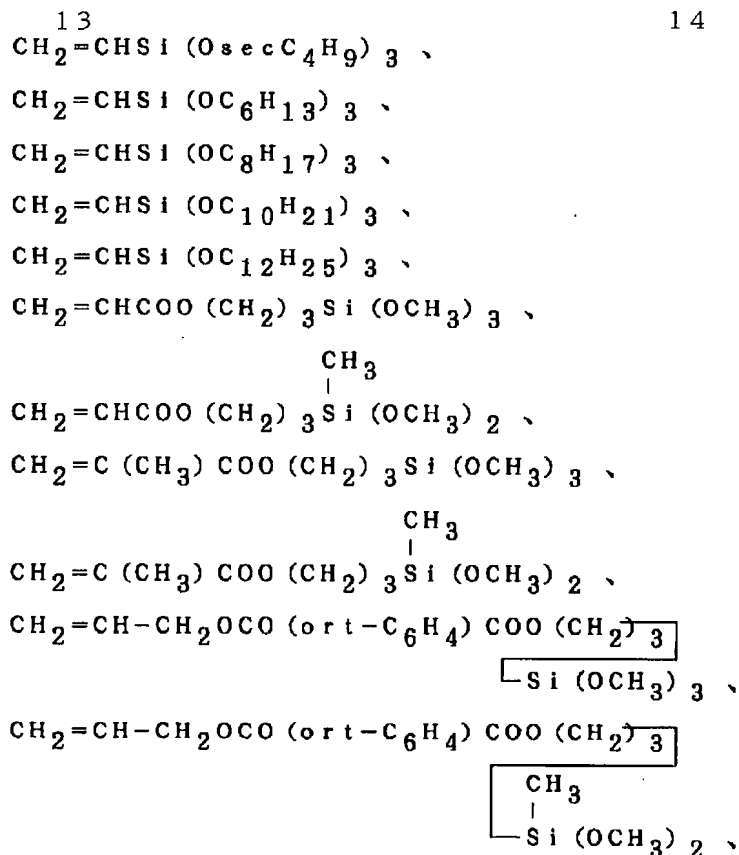 13 14
CH2=CHSi(OsecC4H9)3、
CH2=CHSi(OC6H13)3、
CH2=CHSi(OC8H17)3、
CH2=CHSi(OC10H21)3、
CH2=CHSi(OC12H25)3、
CH2=CHCOO(CH2)3Si(OCH3)3、
CH3
CH2=CHCOO(CH2)3Si(OCH3)2、
CH2=C(CH3)COO(CH2)3Si(OCH3)3、
CH3
CH2=C(CH3)COO(CH2)3Si(OCH3)2、
CH2=CH-CH2OCO(ort-C6H4)COO(CH2)3
Si(OCH3)3、
CH2=CH-CH2OCO(ort-C6H4)COO(CH2)3
CH3
Si(OCH3)2、